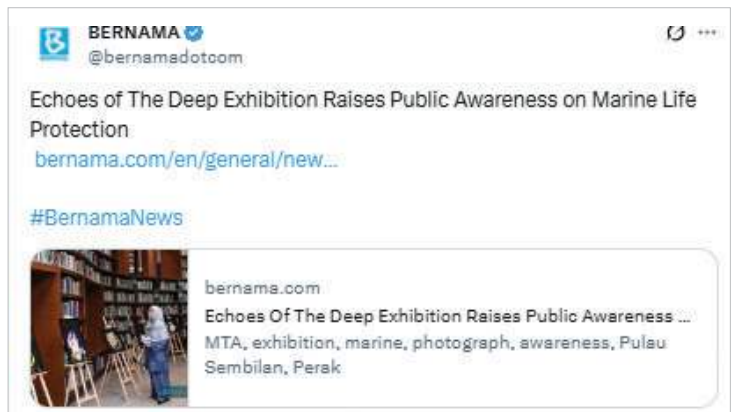 BERNAMA
@bernamadotcom
Echoes of The Deep Exhibition Raises Public Awareness on Marine Life
Protection
bernama.com/en/general/new...
#BernamaNews
bernama.com
Echoes Of The Deep Exhibition Raises Public Awareness ...
MTA, exhibition, marine, photograph, awareness, Pulau
Sembilan, Perak